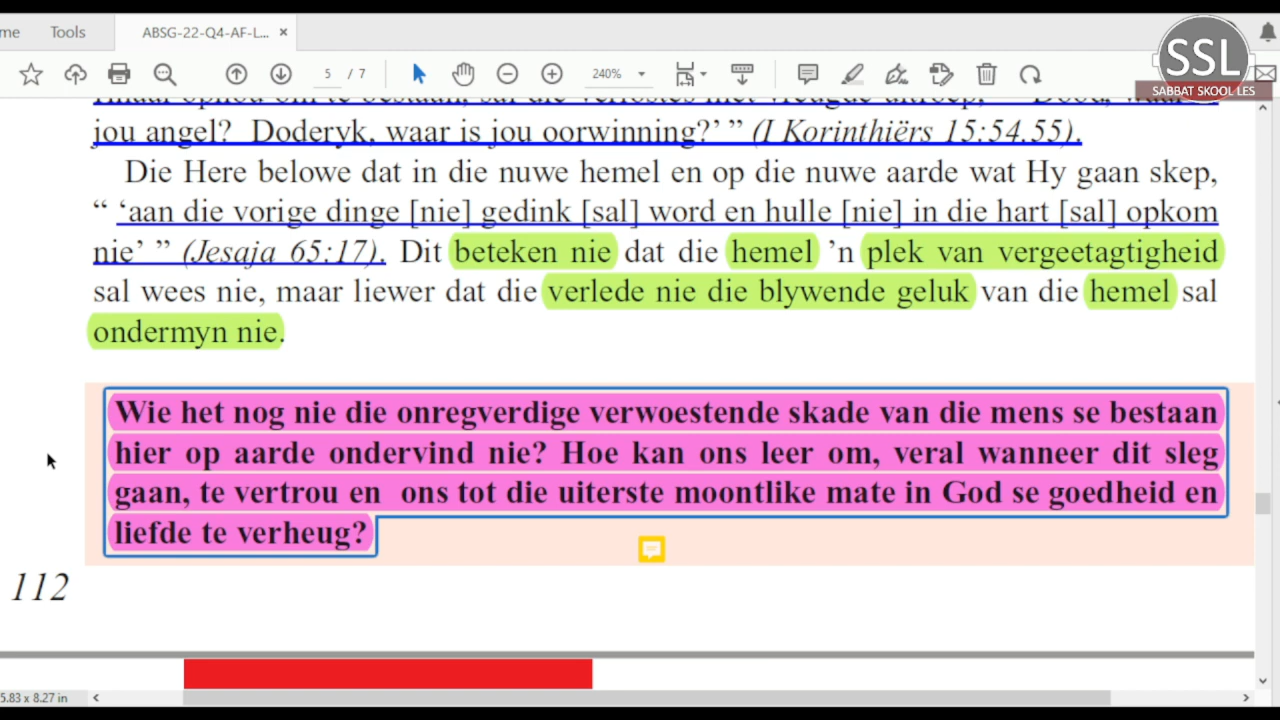 me Tools ABSG-22-Q4-AF-L... ×
5 / 7 240%
SSL
SABBAT SKOOL LES
jou angel? Doderyk, waar is jou oorwinning?’ ” (I Korinthiërs 15:54,55).
Die Here belowe dat in die nuwe hemel en op die nuwe aarde wat Hy gaan skep,
“ ‘aan die vorige dinge [nie] gedink [sal] word en hulle [nie] in die hart [sal] opkom
nie’ ” (Jesaja 65:17). Dit beteken nie dat die hemel ’n plek van vergeetagtigheid
sal wees nie, maar liewer dat die verlede nie die blywende geluk van die hemel sal
ondermyn nie.
Wie het nog nie die onregverdige verwoestende skade van die mens se bestaan
hier op aarde ondervind nie? Hoe kan ons leer om, veral wanneer dit sleg
gaan, te vertrou en ons tot die uiterste moontlike mate in God se goedheid en
liefde te verheug?
112
5.83 x 8.27 in